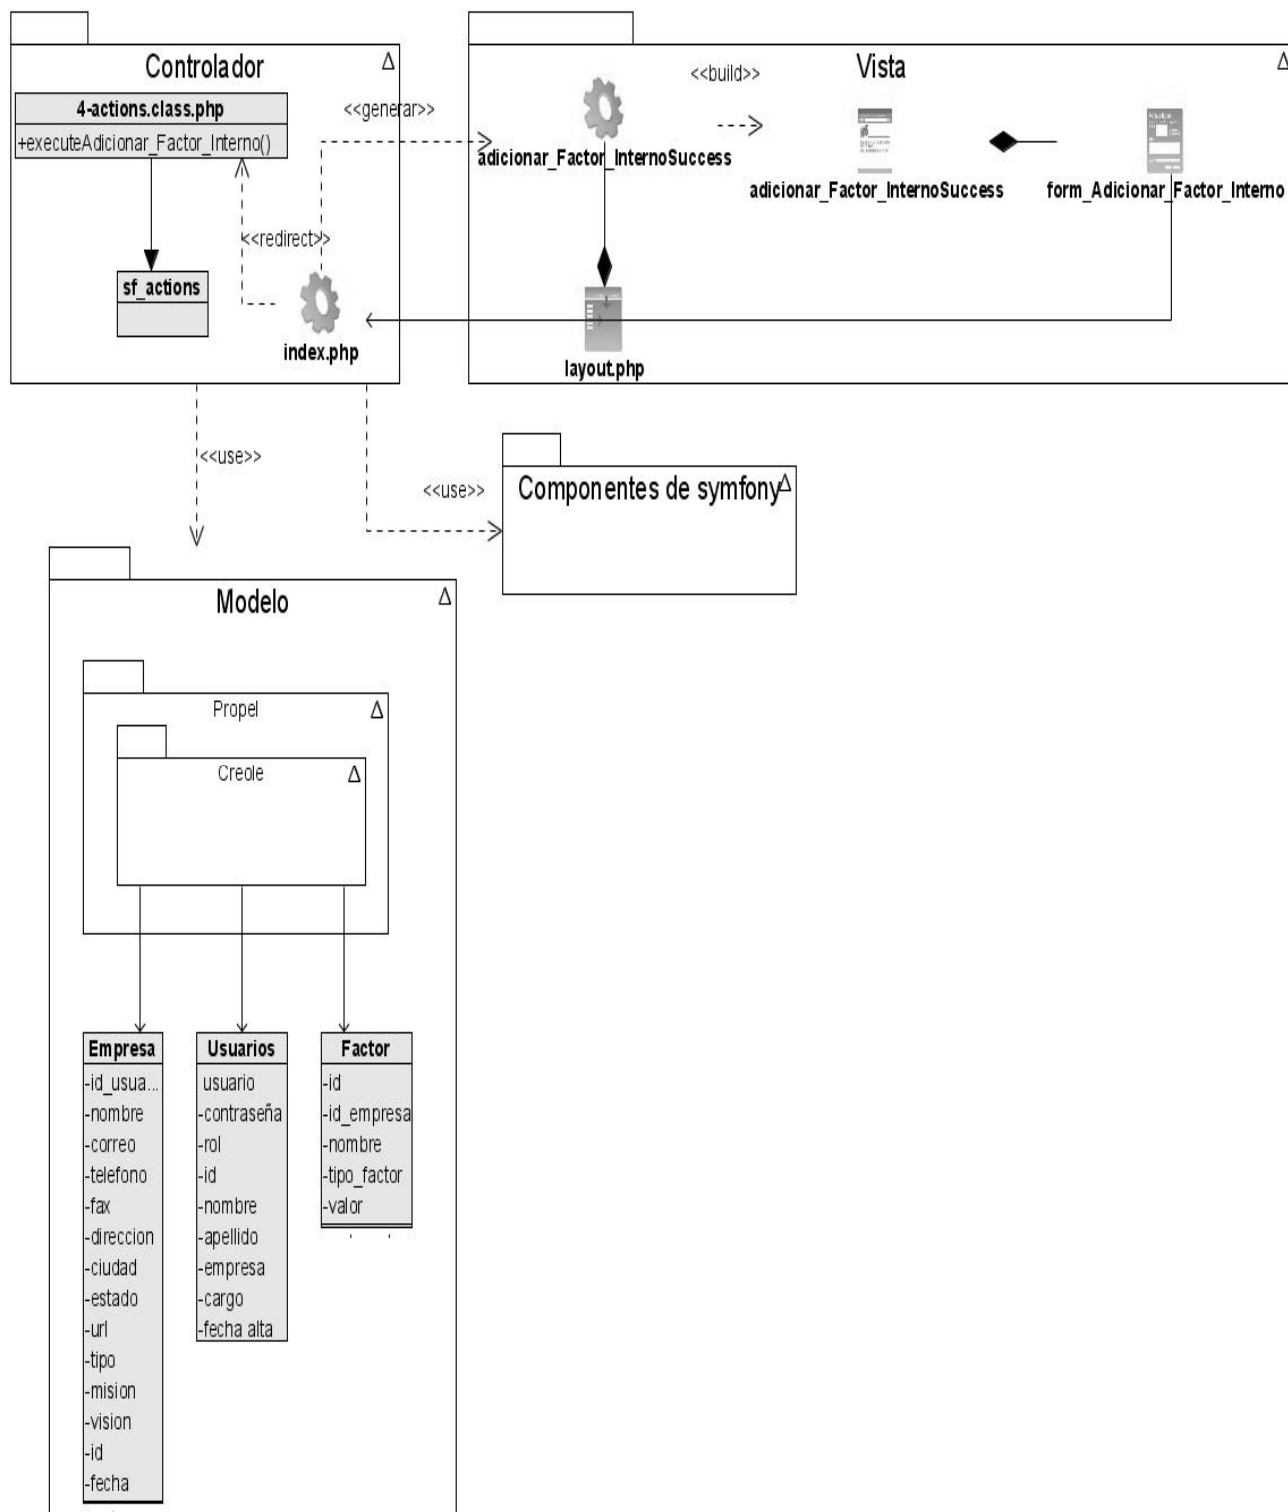 Controlador
4-actions.class.php
+executeAdicionar_Factor_Interno()
<<redirect>>
sf_actions
index.php
<<generar>>
Vista
<<build>>
adicionar_Factor_InternoSuccess
adicionar_Factor_InternoSuccess
form_Adicionar_Factor_Interno
layout.php
<<use>>
<<use>>
Componentes de symfony
Modelo
Propel
Creole
Empresa
-id_usua...
-nombre
-correo
-telefono
-fax
-direccion
-ciudad
-estado
-url
-tipo
-mision
-vision
-id
-fecha
Usuarios
usuario
-contraseña
-rol
-id
-nombre
-apellido
-empresa
-cargo
-fecha alta
Factor
-id
-id_empresa
-nombre
-tipo_factor
-valor